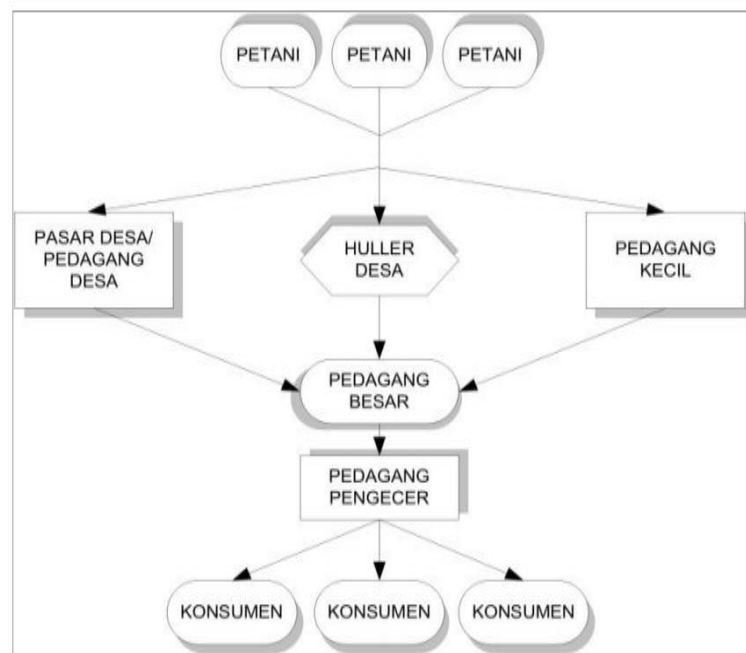 PETANI
PETANI
PETANI
PASAR DESA/
PEDAGANG
DESA
HULLER
DESA
PEDAGANG
KECIL
PEDAGANG
BESAR
PEDAGANG
PENGECER
KONSUMEN
KONSUMEN
KONSUMEN